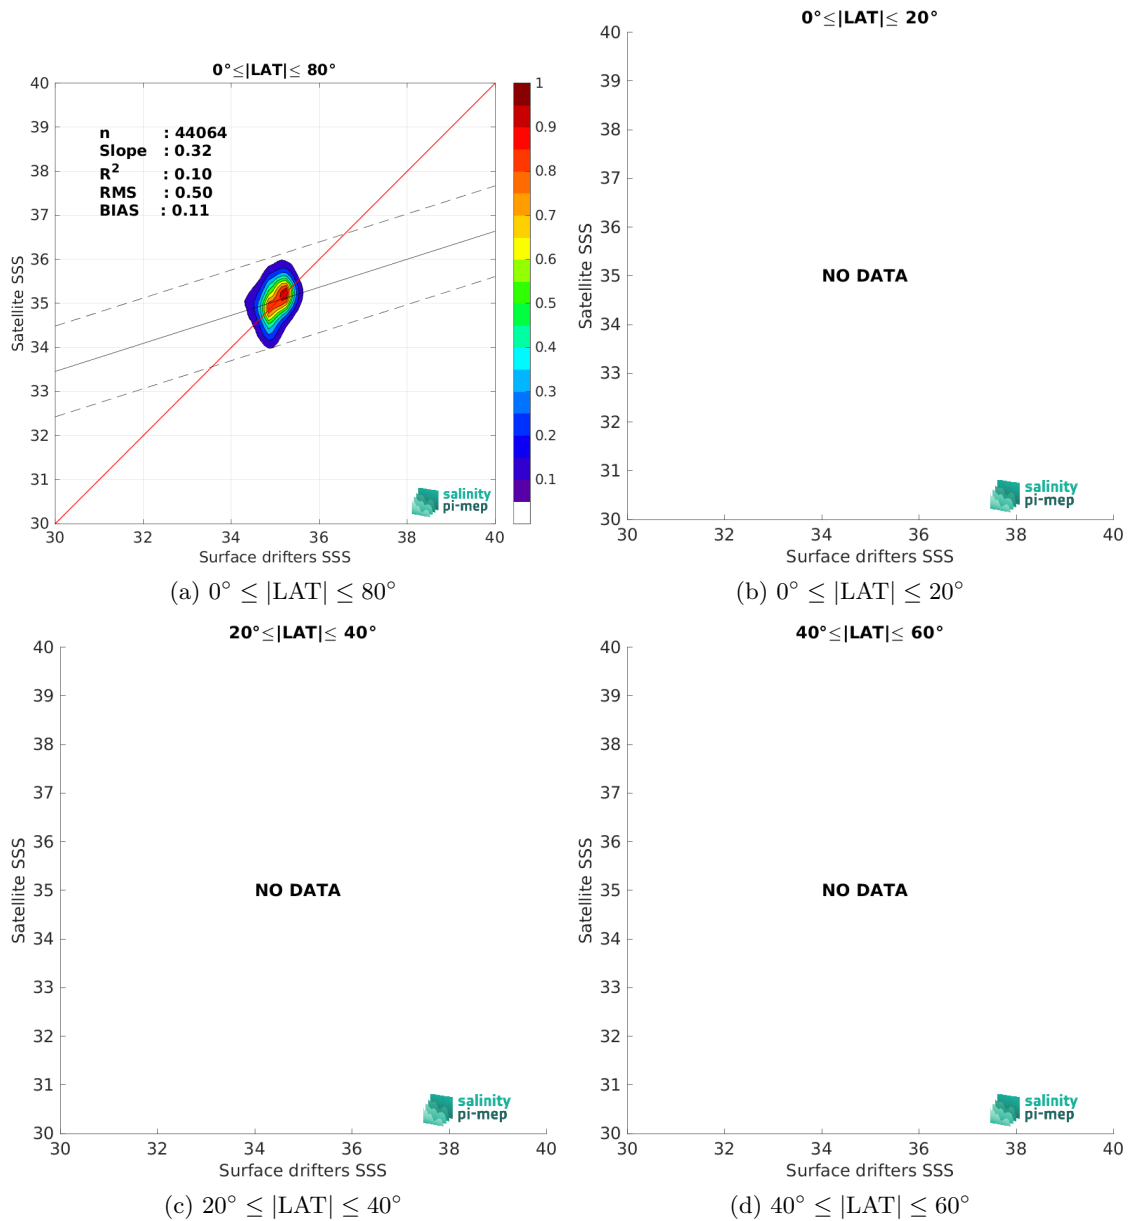 0°≤|LAT|≤ 80°
40
39
38
37
36
35
34
33
32
31
30
n : 44064
Slope : 0.32
R² : 0.10
RMS : 0.50
BIAS : 0.11
Satellite SSS
salinity
pi-mep
30 32 34 36 38 40
Surface drifters SSS
1
0.9
0.8
0.7
0.6
0.5
0.4
0.3
0.2
0.1
(a) 0° ≤ |LAT| ≤ 80°
0°≤|LAT|≤ 20°
40
39
38
37
36
35
34
33
32
31
30
Satellite SSS
NO DATA
salinity
pi-mep
30 32 34 36 38 40
Surface drifters SSS
(b) 0° ≤ |LAT| ≤ 20°
20°≤|LAT|≤ 40°
40
39
38
37
36
35
34
33
32
31
30
Satellite SSS
NO DATA
salinity
pi-mep
30 32 34 36 38 40
Surface drifters SSS
(c) 20° ≤ |LAT| ≤ 40°
40°≤|LAT|≤ 60°
40
39
38
37
36
35
34
33
32
31
30
Satellite SSS
NO DATA
salinity
pi-mep
30 32 34 36 38 40
Surface drifters SSS
(d) 40° ≤ |LAT| ≤ 60°